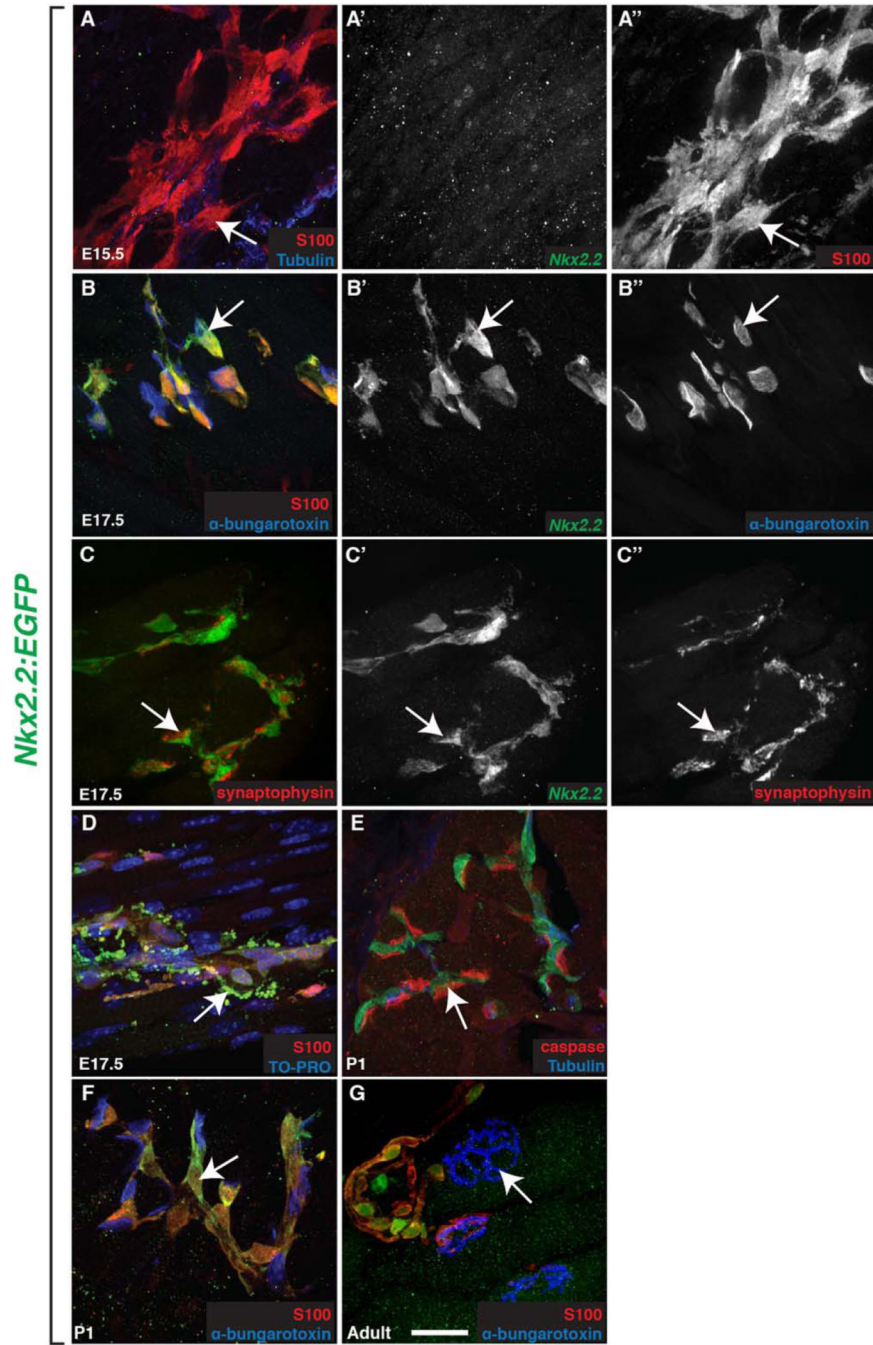 Nkx2.2:EGFP
A
E15.5
S100
Tubulin
A'
Nkx2.2
A"
S100
B
E17.5
S100
α-bungarotoxin
B'
Nkx2.2
B"
α-bungarotoxin
C
E17.5
synaptophysin
C'
Nkx2.2
C"
synaptophysin
D
E17.5
S100
TO-PRO
E
P1
caspase
Tubulin
F
P1
S100
α-bungarotoxin
G
Adult
S100
α-bungarotoxin